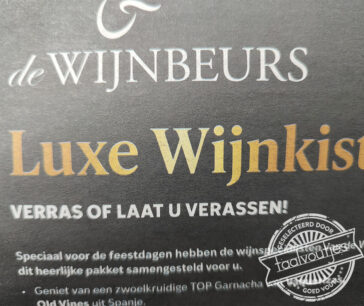 &
de WIJNBEURS
Luxe Wijnkist
VERRAS OF LAAT U VERASSEN!
Speciaal voor de feestdagen hebben de
dit heerlijke pakket samengesteld voor u.
• Geniet van een zwoelkruidige TOP Garnacha
Old Vines uit Spanje.
GESELECTEERD DOOR
taalvoutjes
GOED VOUT!